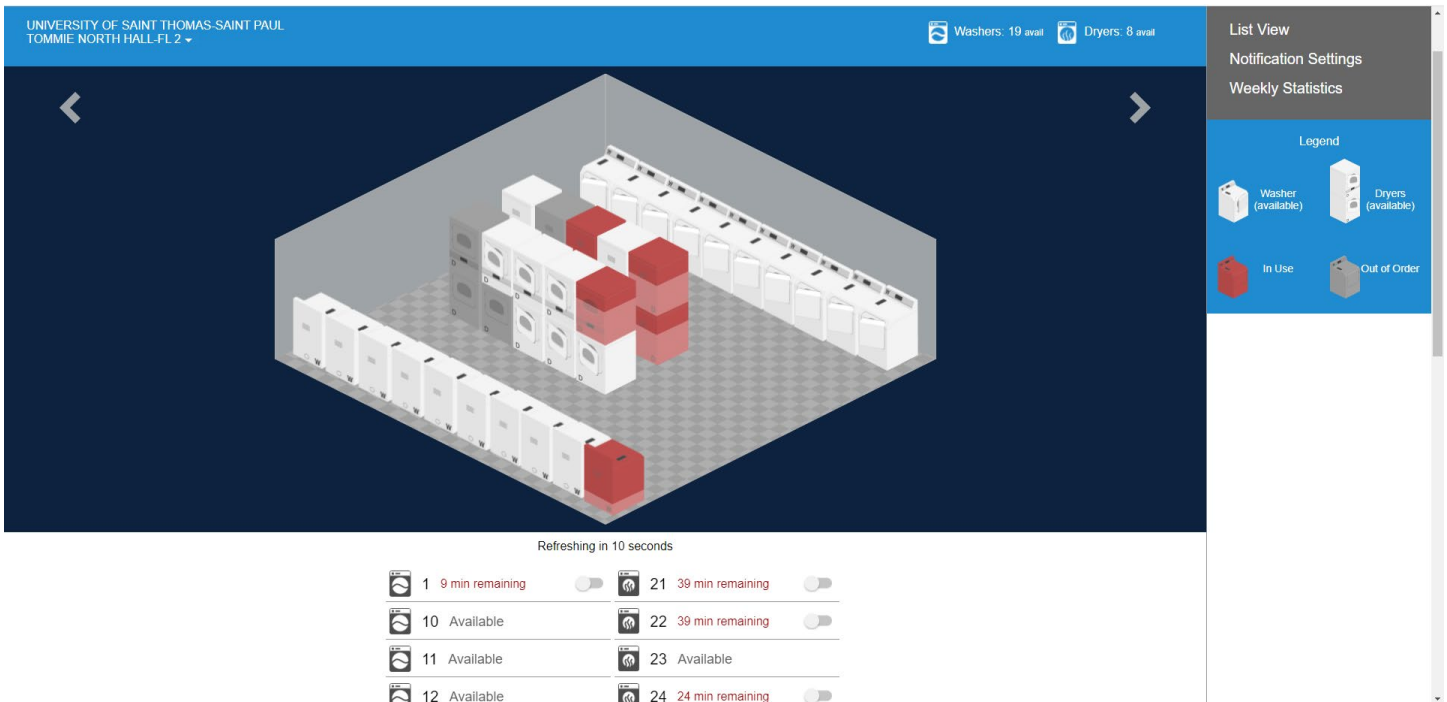 UNIVERSITY OF SAINT THOMAS-SAINT PAUL
TOMMIE NORTH HALL-FL 2
Washers: 19 avail
Dryers: 8 avail
List View
Notification Settings
Weekly Statistics
Legend
Washer
(available)
Dryers
(available)
In Use
Out of Order
D
D
D
D
D
D
D
D
D
W
W
W
W
W
W
W
W
W
Refreshing in 10 seconds
1 9 min remaining
21 39 min remaining
10 Available
22 39 min remaining
11 Available
23 Available
12 Available
24 24 min remaining